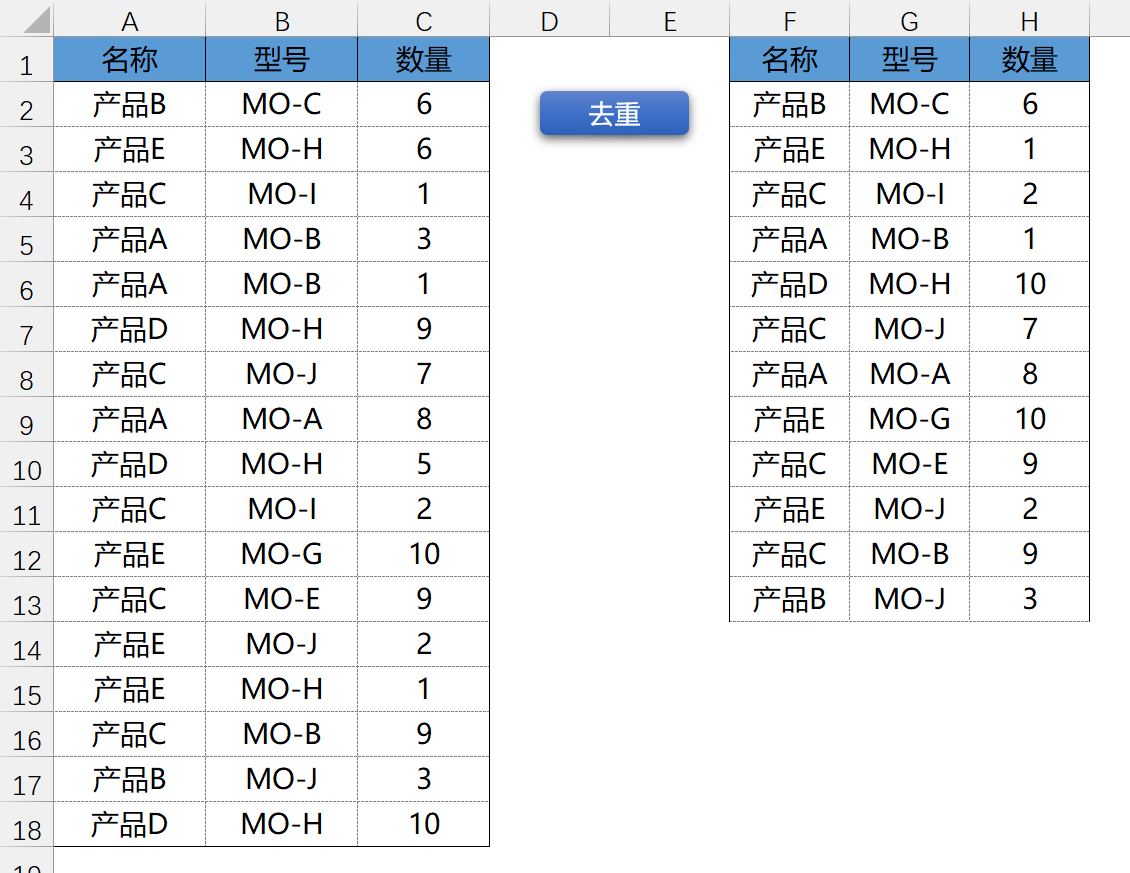 A B C D E F G H
1 名称 型号 数量 名称 型号 数量
2 产品B MO-C 6 去重 产品B MO-C 6
3 产品E MO-H 6 产品E MO-H 1
4 产品C MO-I 1 产品C MO-I 2
5 产品A MO-B 3 产品A MO-B 1
6 产品A MO-B 1 产品D MO-H 10
7 产品D MO-H 9 产品C MO-J 7
8 产品C MO-J 7 产品A MO-A 8
9 产品A MO-A 8 产品E MO-G 10
10 产品D MO-H 5 产品C MO-E 9
11 产品C MO-I 2 产品E MO-J 2
12 产品E MO-G 10 产品C MO-B 9
13 产品C MO-E 9 产品B MO-J 3
14 产品E MO-J 2
15 产品E MO-H 1
16 产品C MO-B 9
17 产品B MO-J 3
18 产品D MO-H 10